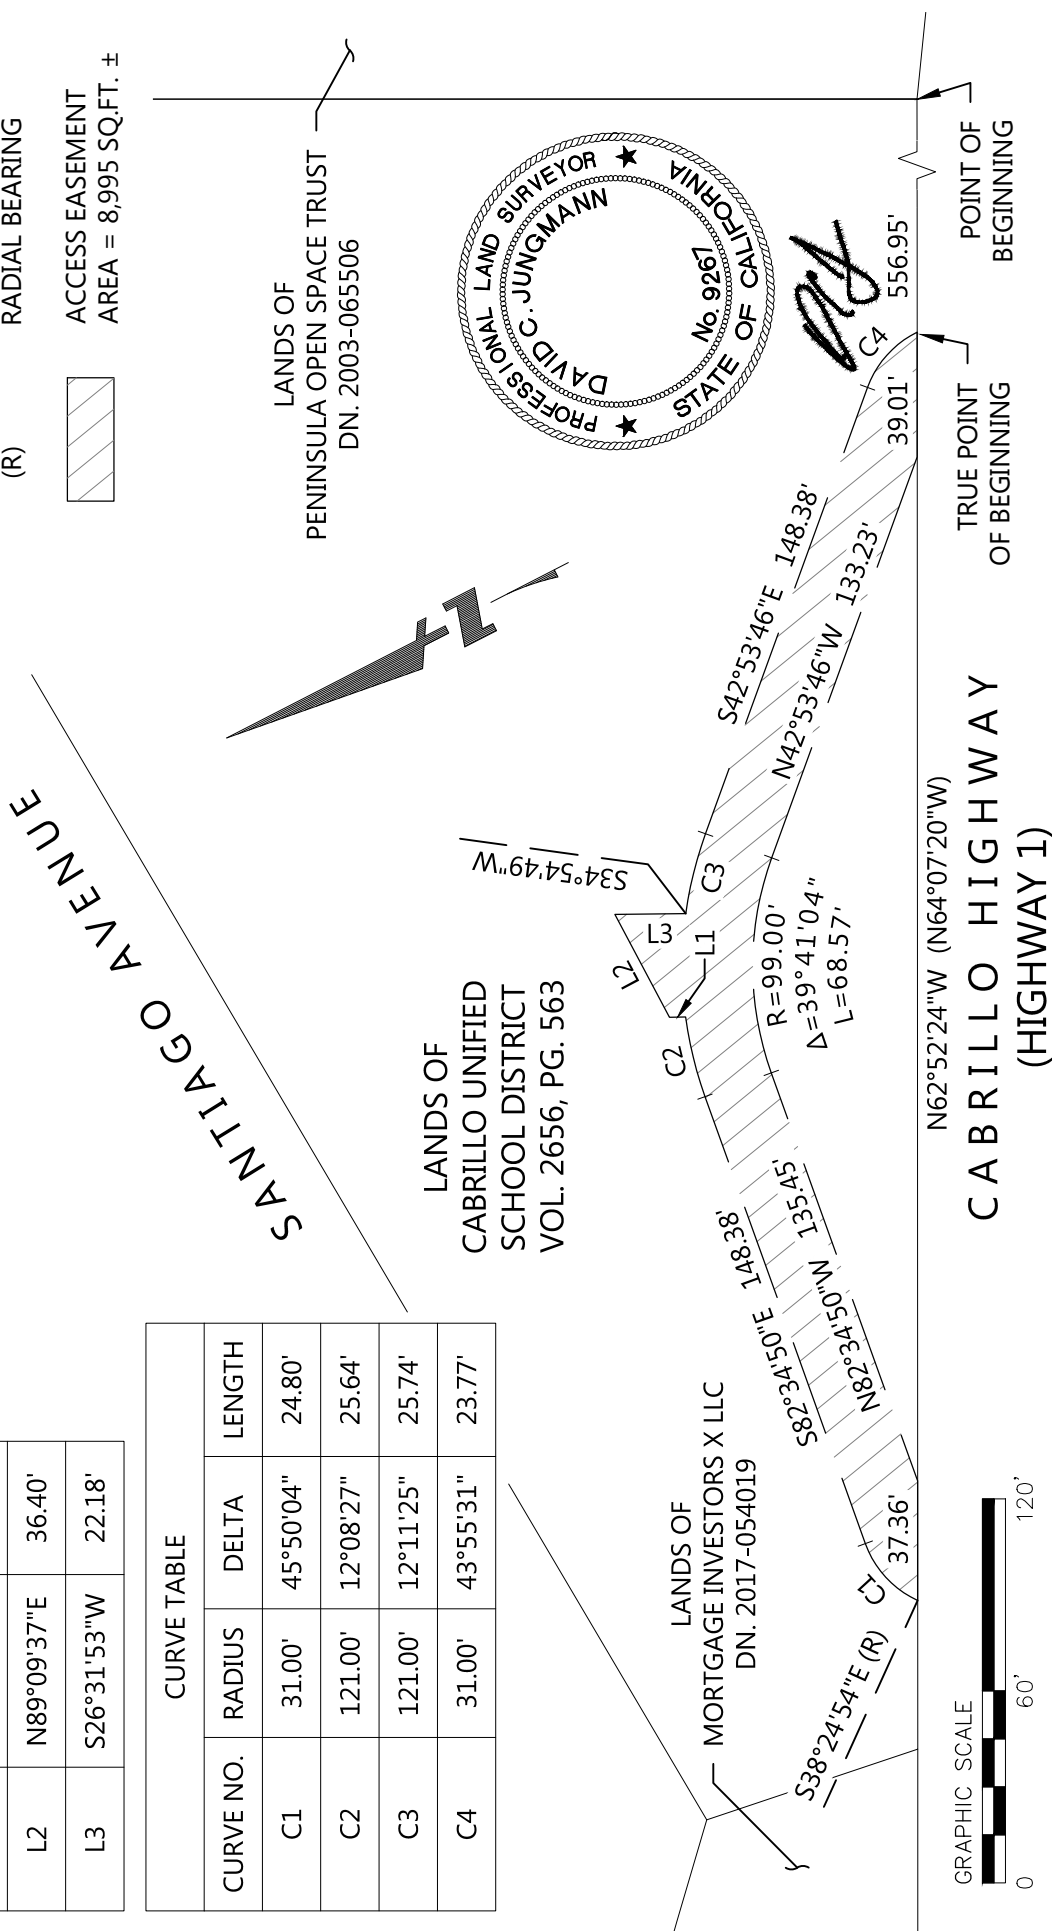 RADIAL BEARING
(R)
ACCESS EASEMENT
AREA = 8,995 SQ.FT. ±
L2 N89°09'37"E 36.40'
L3 S26°31'53"W 22.18'
CURVE TABLE
CURVE NO. RADIUS DELTA LENGTH
C1 31.00' 45°50'04" 24.80'
C2 121.00' 12°08'27" 25.64'
C3 121.00' 12°11'25" 25.74'
C4 31.00' 43°55'31" 23.77'
SANTIAGO AVENUE
LANDS OF
PENINSULA OPEN SPACE TRUST
DN. 2003-065506
PROFESSIONAL LAND SURVEYOR
DAVID C. JUNGMANN
No. 9267
STATE OF CALIFORNIA
LANDS OF
CABRILLO UNIFIED
SCHOOL DISTRICT
VOL. 2656, PG. 563
LANDS OF
MORTGAGE INVESTORS X LLC
DN. 2017-054019
S34°54'49"W
L2
L3
L1
C2
C3
S42°53'46"E 148.38'
N42°53'46"W 133.23'
R=99.00'
Δ=39°41'04"
L=68.57'
S82°34'50"E 148.38'
N82°34'50"W 135.45'
C1
37.36'
S38°24'54"E (R)
C4
39.01'
556.95'
POINT OF
BEGINNING
TRUE POINT
OF BEGINNING
N62°52'24"W (N64°07'20"W)
CABRILLO HIGHWAY
(HIGHWAY 1)
GRAPHIC SCALE
0 60' 120'